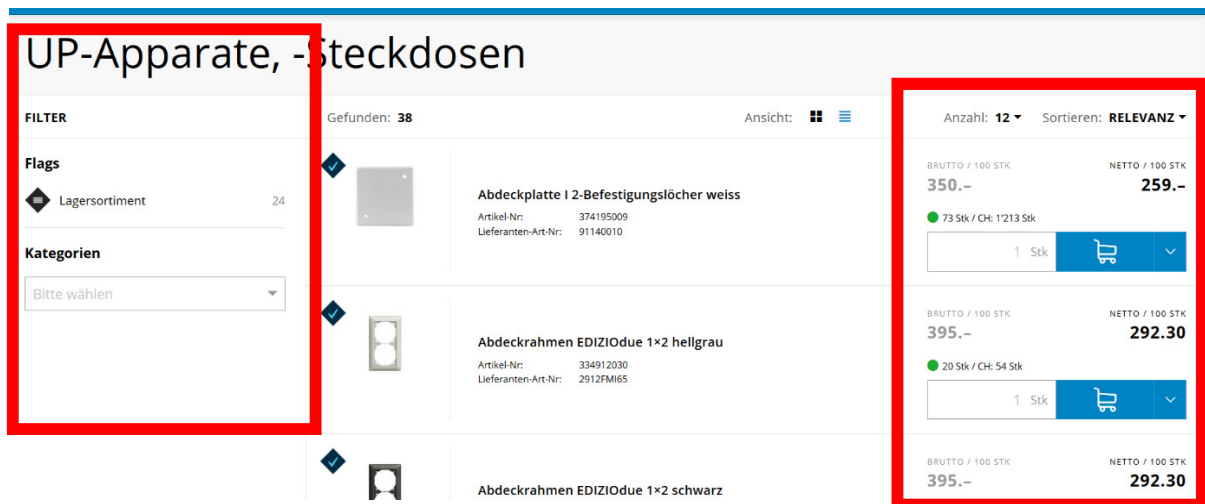 UP-Apparate, -Steckdosen
FILTER
Gefunden: 38
Ansicht:
Anzahl: 12
Sortieren: RELEVANZ
Flags
Lagersortiment 24
Kategorien
Bitte wählen
Abdeckplatte I 2-Befestigungslöcher weiss
Artikel-Nr: 374195009
Lieferanten-Art-Nr: 91140010
BRUTTO / 100 STK NETTO / 100 STK
350.– 259.–
73 Stk / CH: 1'213 Stk
1 Stk
Abdeckrahmen EDIZIOdue 1×2 hellgrau
Artikel-Nr: 334912030
Lieferanten-Art-Nr: 2912FMI65
BRUTTO / 100 STK NETTO / 100 STK
395.– 292.30
20 Stk / CH: 54 Stk
1 Stk
Abdeckrahmen EDIZIOdue 1×2 schwarz
BRUTTO / 100 STK NETTO / 100 STK
395.– 292.30